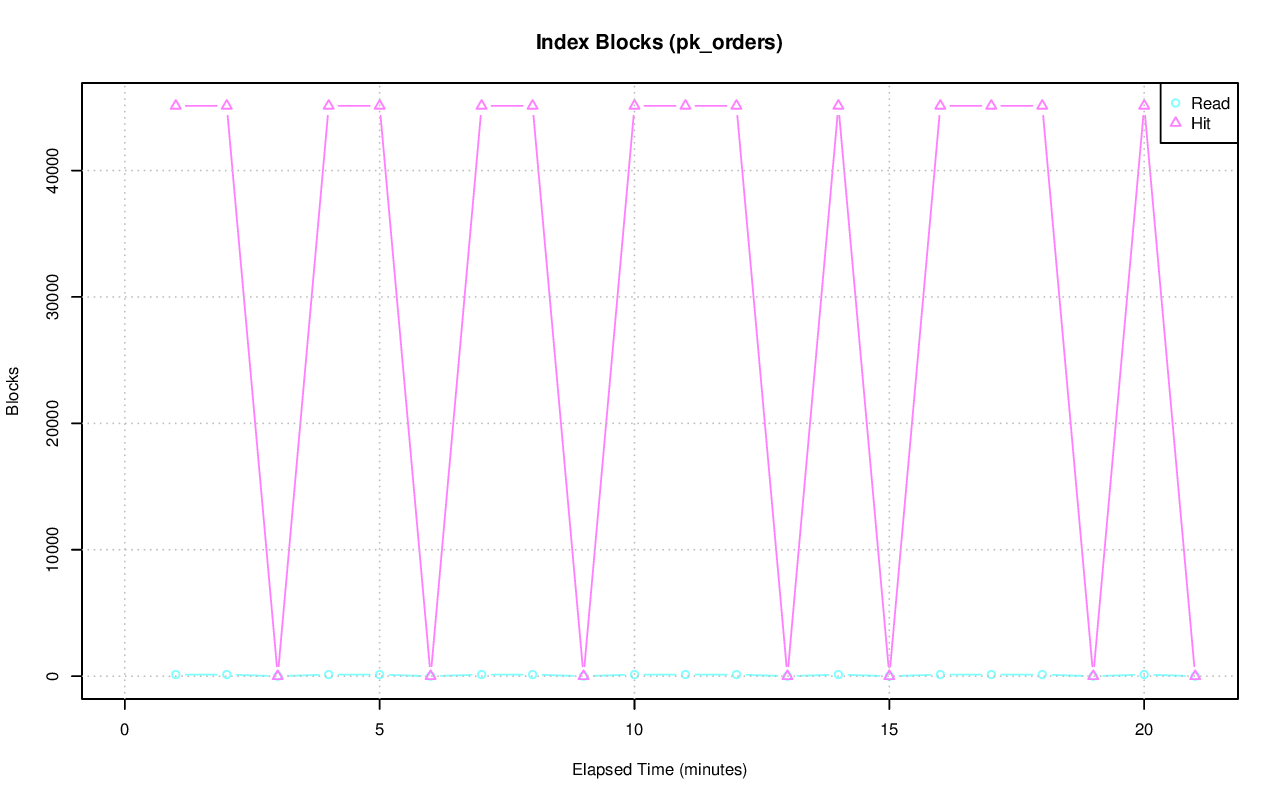 Index Blocks (pk_orders)
Read
Hit
Blocks
40000
30000
20000
10000
0
0 5 10 15 20
Elapsed Time (minutes)